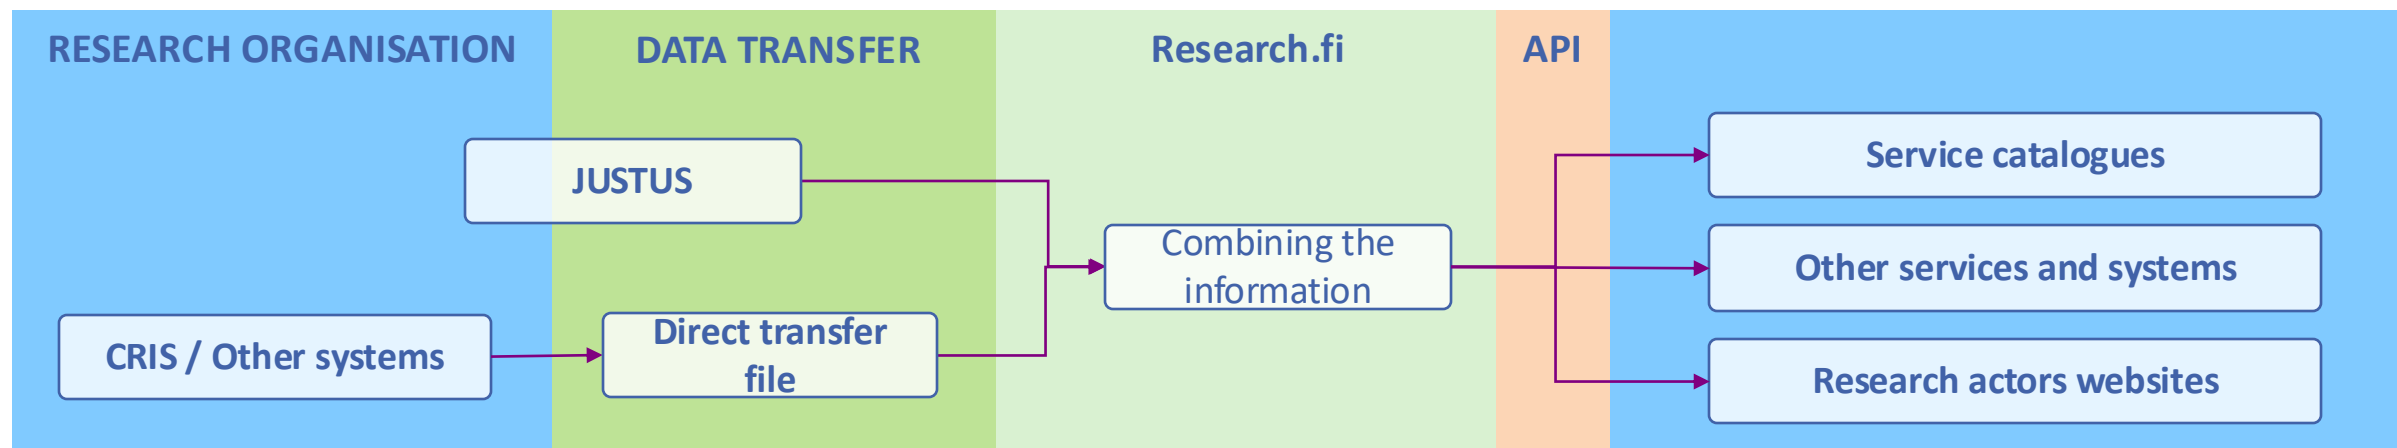 RESEARCH ORGANISATION
DATA TRANSFER
Research.fi
API
JUSTUS
CRIS / Other systems
Direct transfer
file
Combining the
information
Service catalogues
Other services and systems
Research actors websites